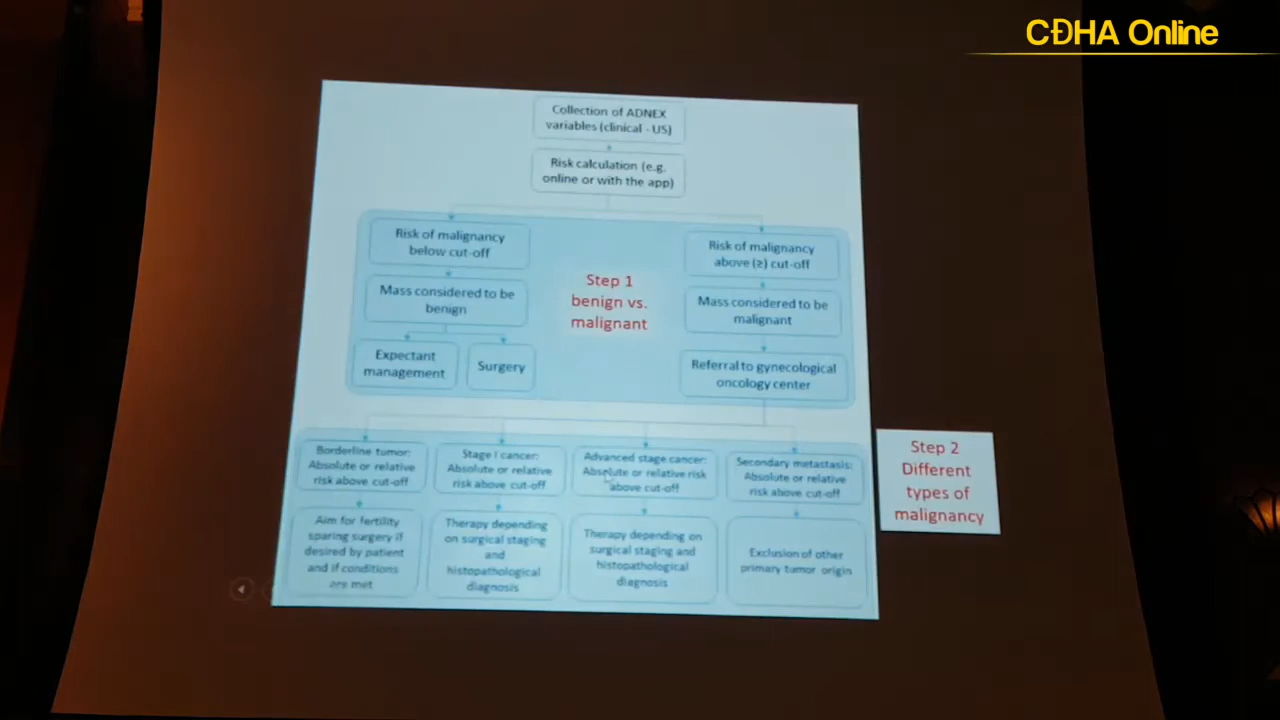 CĐHA Online
Collection of ADNEX
variables (clinical - US)
Risk calculation (e.g.
online or with the app)
Risk of malignancy
below cut-off
Mass considered to be
benign
Expectant
management
Surgery
Step 1
benign vs.
malignant
Risk of malignancy
above (≥) cut-off
Mass considered to be
malignant
Referral to gynecological
oncology center
Borderline tumor:
Absolute or relative
risk above cut-off
Aim for fertility
sparing surgery if
desired by patient
and if conditions
are met
Stage I cancer:
Absolute or relative
risk above cut-off
Therapy depending
on surgical staging
and
histopathological
diagnosis
Advanced stage cancer:
Absolute or relative risk
above cut-off
Therapy depending on
surgical staging and
histopathological
diagnosis
Secondary metastasis:
Absolute or relative
risk above cut-off
Exclusion of other
primary tumor origin
Step 2
Different
types of
malignancy